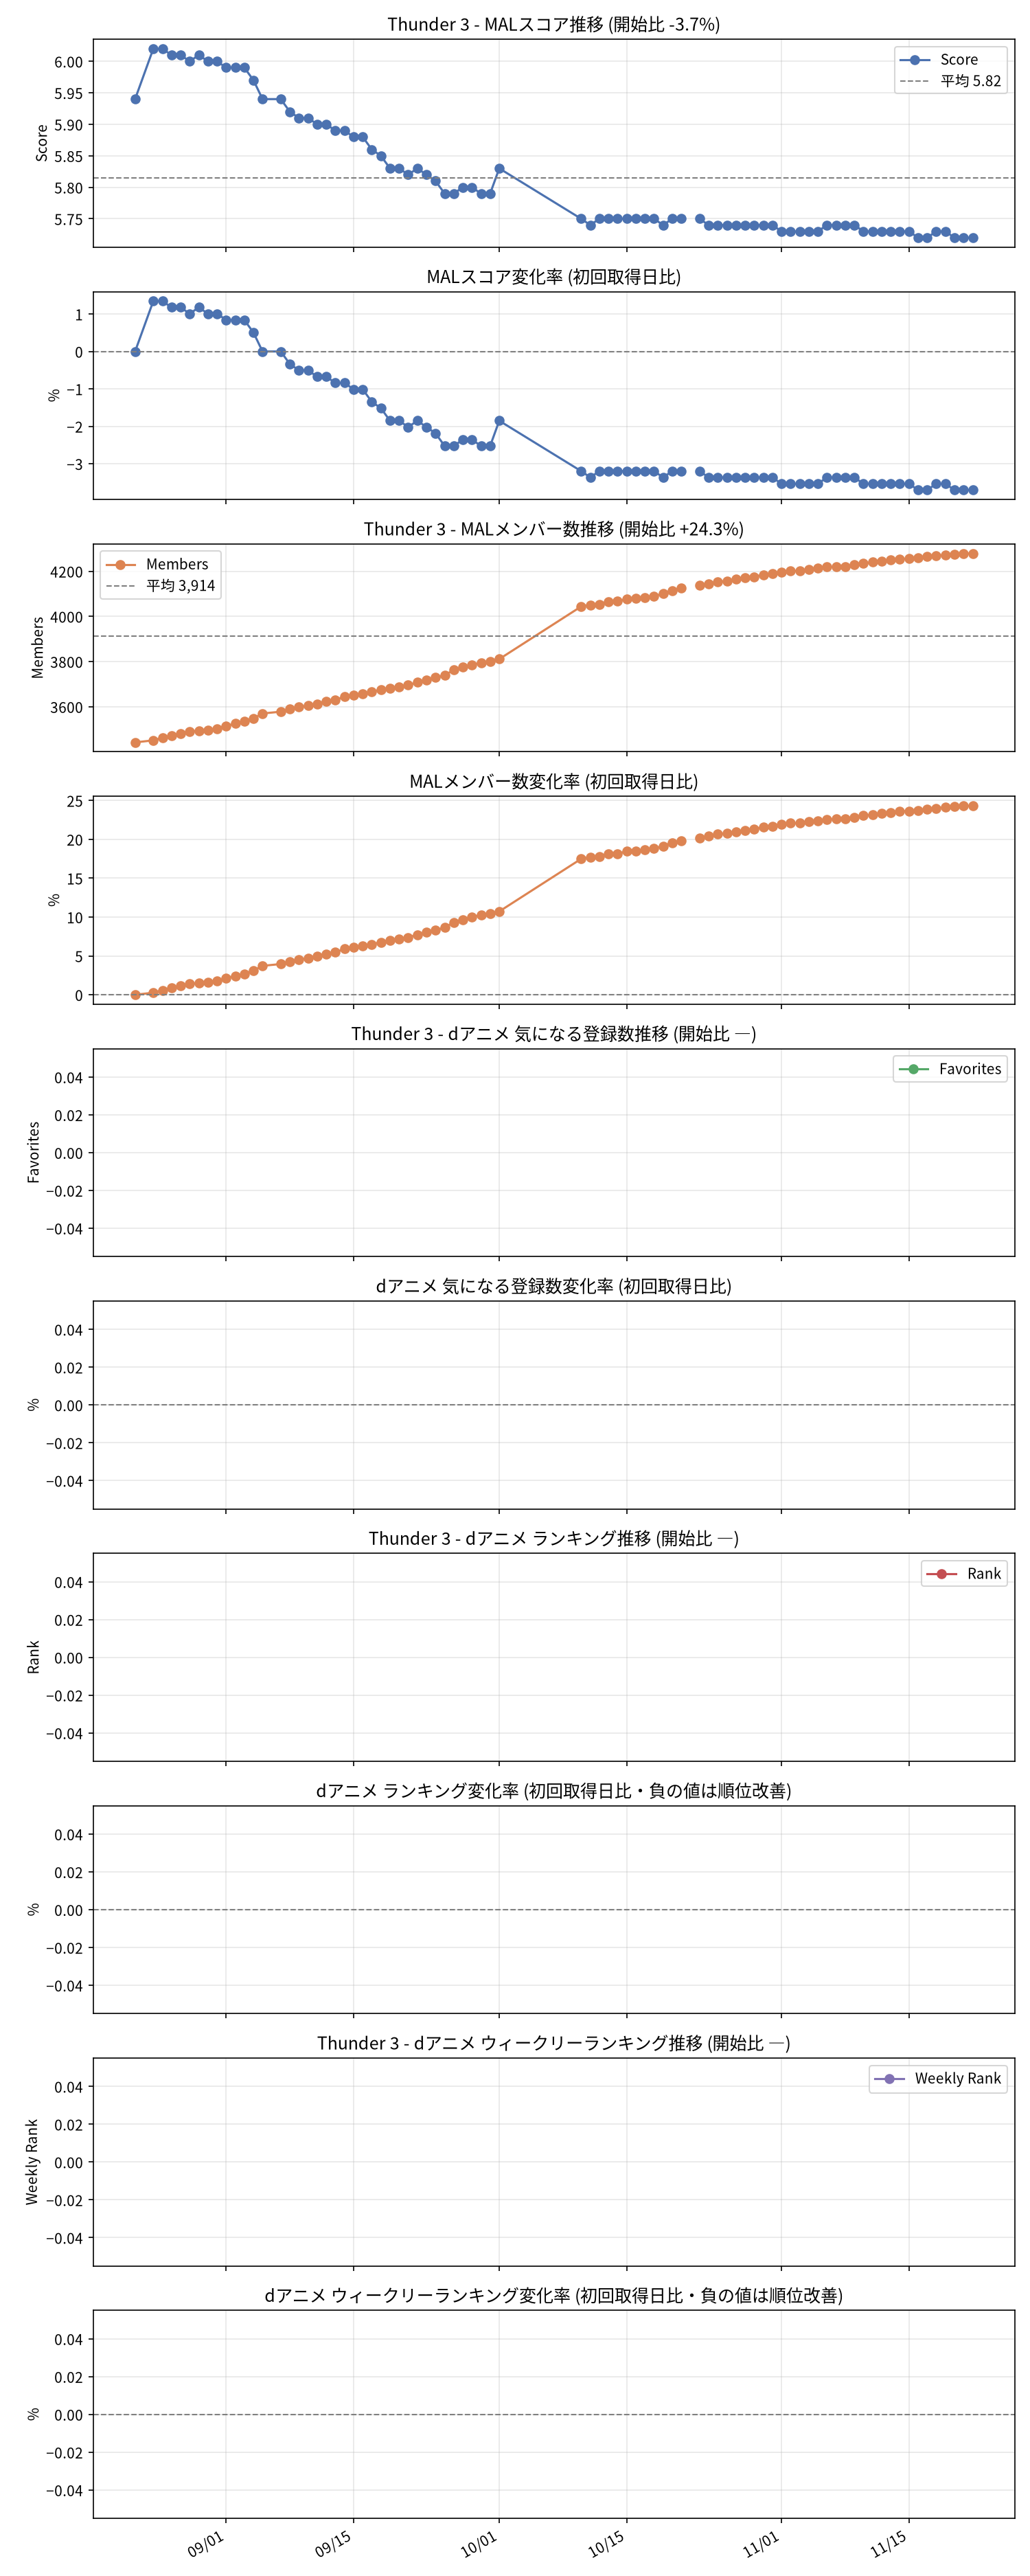 Thunder 3 - MALスコア推移 (開始比 -3.7%)
Score
平均 5.82
6.00
5.95
5.90
5.85
5.80
5.75
Score
MALスコア変化率 (初回取得日比)
1
0
−1
−2
−3
%
Thunder 3 - MALメンバー数推移 (開始比 +24.3%)
Members
平均 3,914
4200
4000
3800
3600
Members
MALメンバー数変化率 (初回取得日比)
25
20
15
10
5
0
%
Thunder 3 - dアニメ 気になる登録数推移 (開始比 —)
Favorites
0.04
0.02
0.00
−0.02
−0.04
Favorites
dアニメ 気になる登録数変化率 (初回取得日比)
0.04
0.02
0.00
−0.02
−0.04
%
Thunder 3 - dアニメ ランキング推移 (開始比 —)
Rank
0.04
0.02
0.00
−0.02
−0.04
Rank
dアニメ ランキング変化率 (初回取得日比・負の値は順位改善)
0.04
0.02
0.00
−0.02
−0.04
%
Thunder 3 - dアニメ ウィークリーランキング推移 (開始比 —)
Weekly Rank
0.04
0.02
0.00
−0.02
−0.04
Weekly Rank
dアニメ ウィークリーランキング変化率 (初回取得日比・負の値は順位改善)
0.04
0.02
0.00
−0.02
−0.04
%
09/01
09/15
10/01
10/15
11/01
11/15